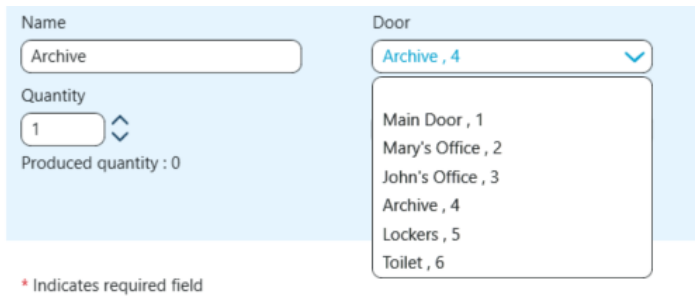 Name
Archive
Quantity
1
Produced quantity : 0
Door
Archive , 4
Main Door , 1
Mary's Office , 2
John's Office , 3
Archive , 4
Lockers , 5
Toilet , 6
* Indicates required field